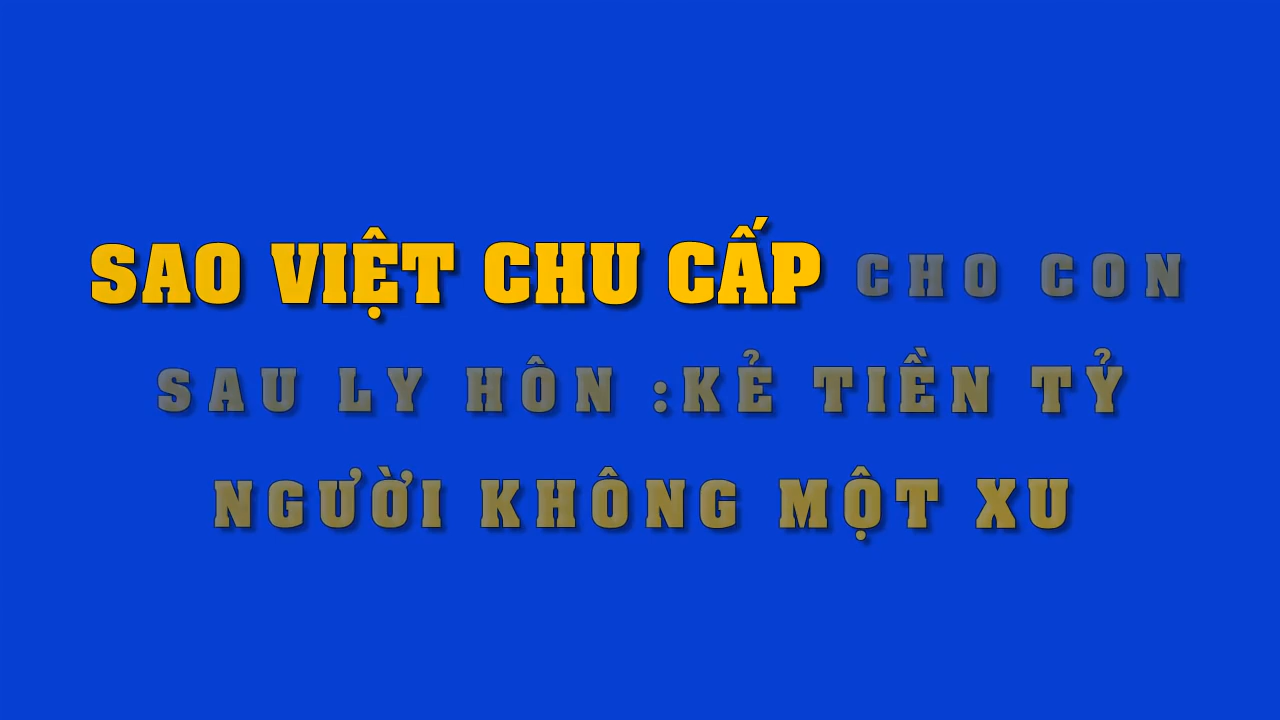 SAO VIỆT CHU CẤP CHO CON
SAU LY HÔN :KẺ TIỀN TỶ
NGƯỜI KHÔNG MỘT XU